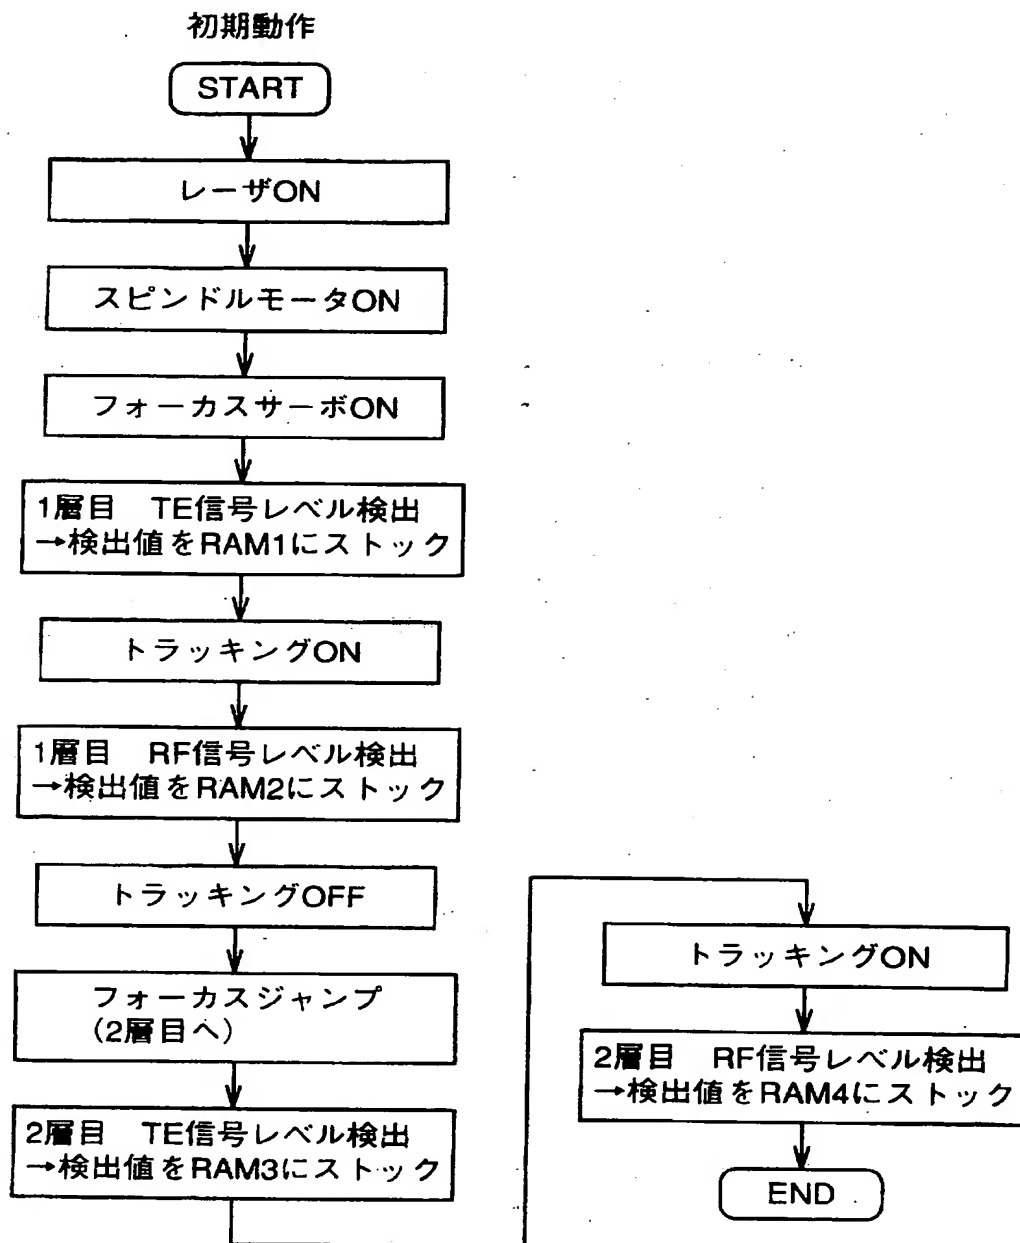 初期動作
START
レーザON
スピンドルモータON
フォーカスサーボON
1層目　TE信号レベル検出
→検出値をRAM1にストック
トラッキングON
1層目　RF信号レベル検出
→検出値をRAM2にストック
トラッキングOFF
フォーカスジャンプ
(2層目へ)
2層目　TE信号レベル検出
→検出値をRAM3にストック
トラッキングON
2層目　RF信号レベル検出
→検出値をRAM4にストック
END